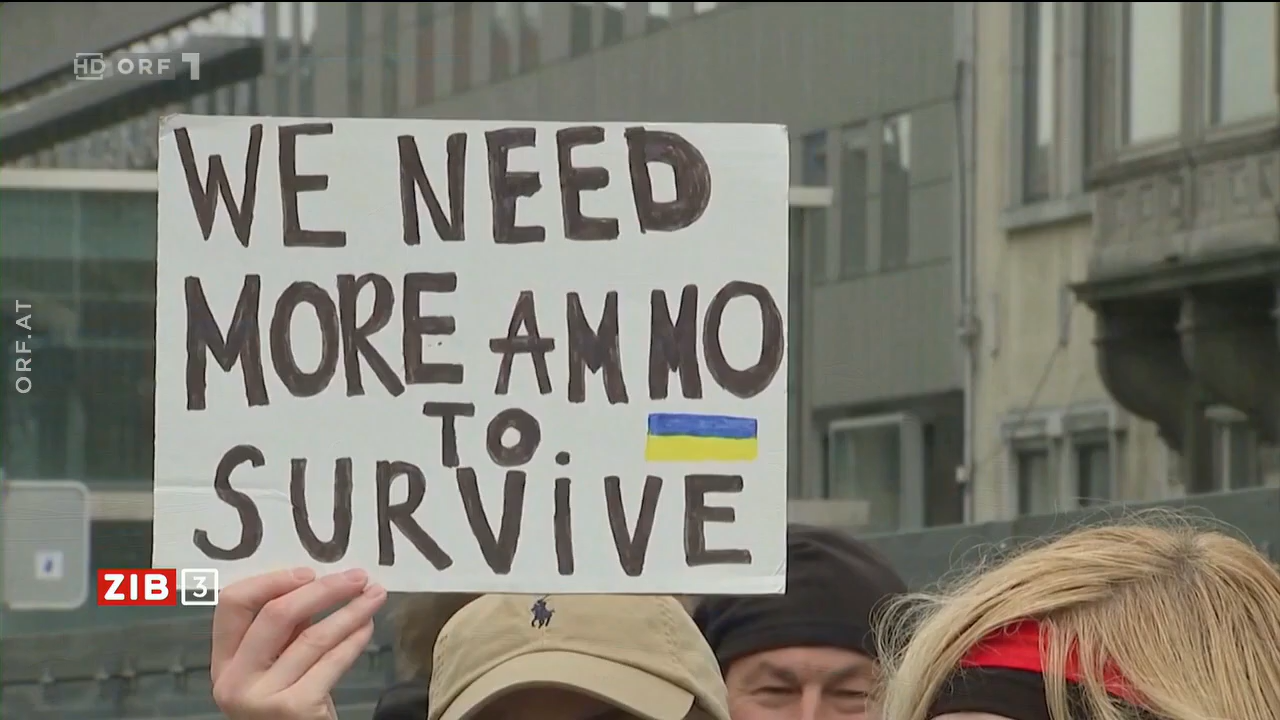 HD ORF 1
WE NEED
MORE AMMO
TO
SURViVE
ORF.AT
ZIB 3